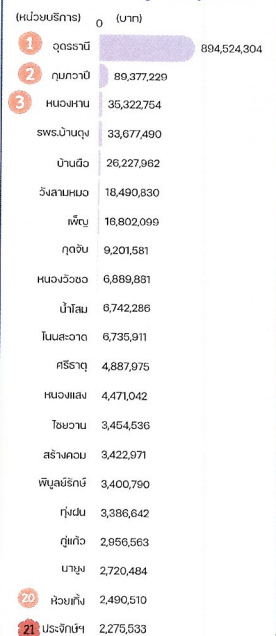 (หน่วยบริการ) 0 (บาท)
1 อุดรธานี 894,524,304
2 กุมภวาปี 89,377,229
3 หนองหาน 35,322,754
รพร.บ้านดุง 33,677,490
บ้านผือ 26,227,962
วังสามหมอ 18,490,830
เพ็ญ 16,802,099
กุดจับ 9,201,581
หนองวัวซอ 6,889,881
น้ำโสม 6,742,286
โนนสะอาด 6,735,911
ศรีธาตุ 4,887,975
หนองแสง 4,471,042
ไชยวาน 3,454,536
สร้างคอม 3,422,971
พิบูลย์รักษ์ 3,400,790
ทุ่งฝน 3,386,642
กู่แก้ว 2,956,563
นายูง 2,720,484
20 ห้วยเกิ้ง 2,490,510
21 ประจักษ์ฯ 2,275,533